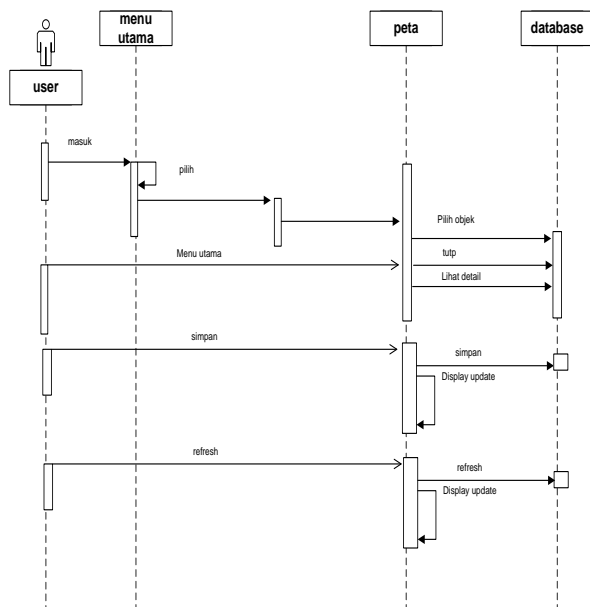 menu
utama
peta
database
user
masuk
pilih
Pilih objek
Menu utama
tutp
Lihat detail
simpan
simpan
Display update
refresh
refresh
Display update